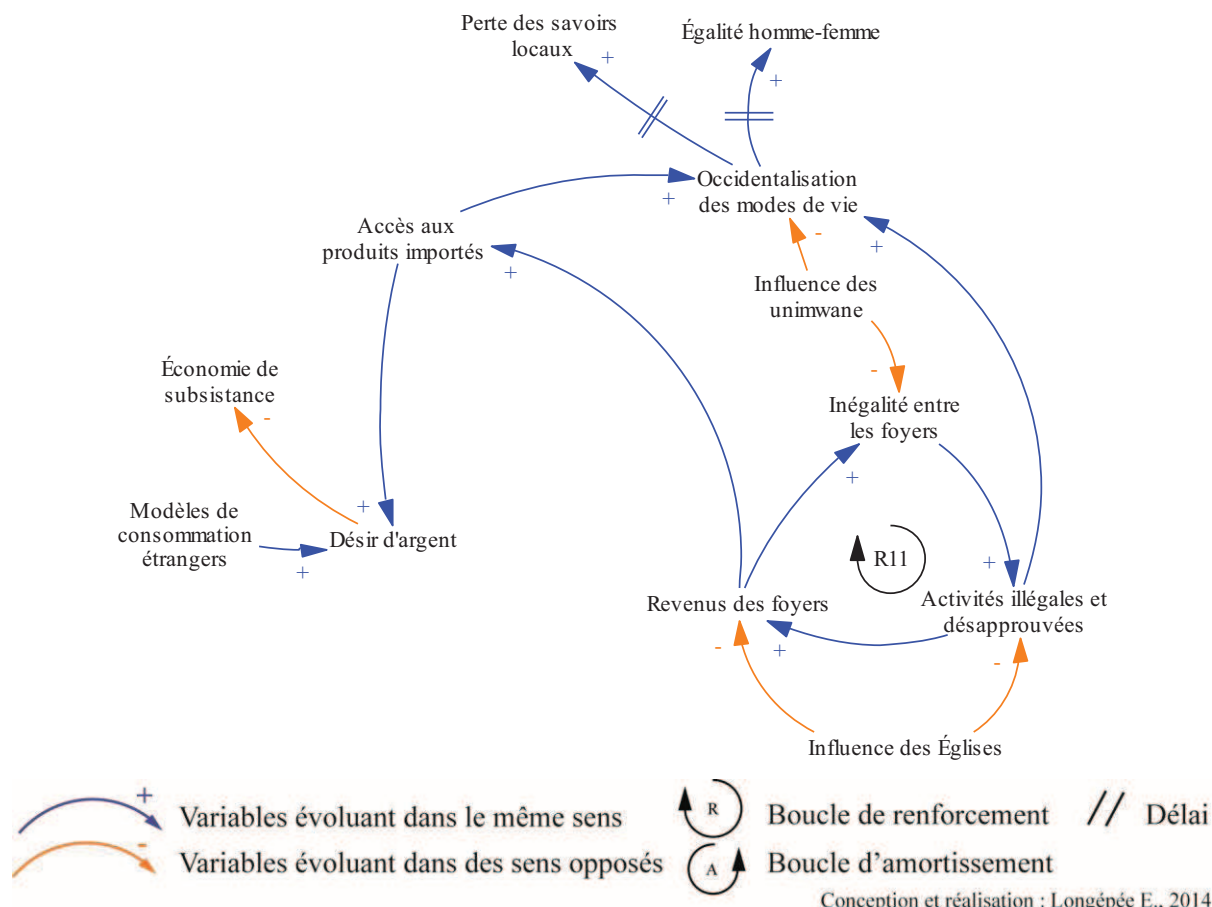 Perte des savoirs
locaux
+
Égalité homme-femme
+
Occidentalisation
des modes de vie
+
-
+
Accès aux
produits importés
+
Influence des
unimwane
-
Économie de
subsistance
-
Inégalité entre
les foyers
+
Modèles de
consommation
étrangers
+
+
Désir d'argent
R11
+
Revenus des foyers
Activités illégales et
désapprouvées
-
+
-
Influence des Églises
+
Variables évoluant dans le même sens
R
Boucle de renforcement
// Délai
-
Variables évoluant dans des sens opposés
A
Boucle d'amortissement
Conception et réalisation : Longépée E., 2014